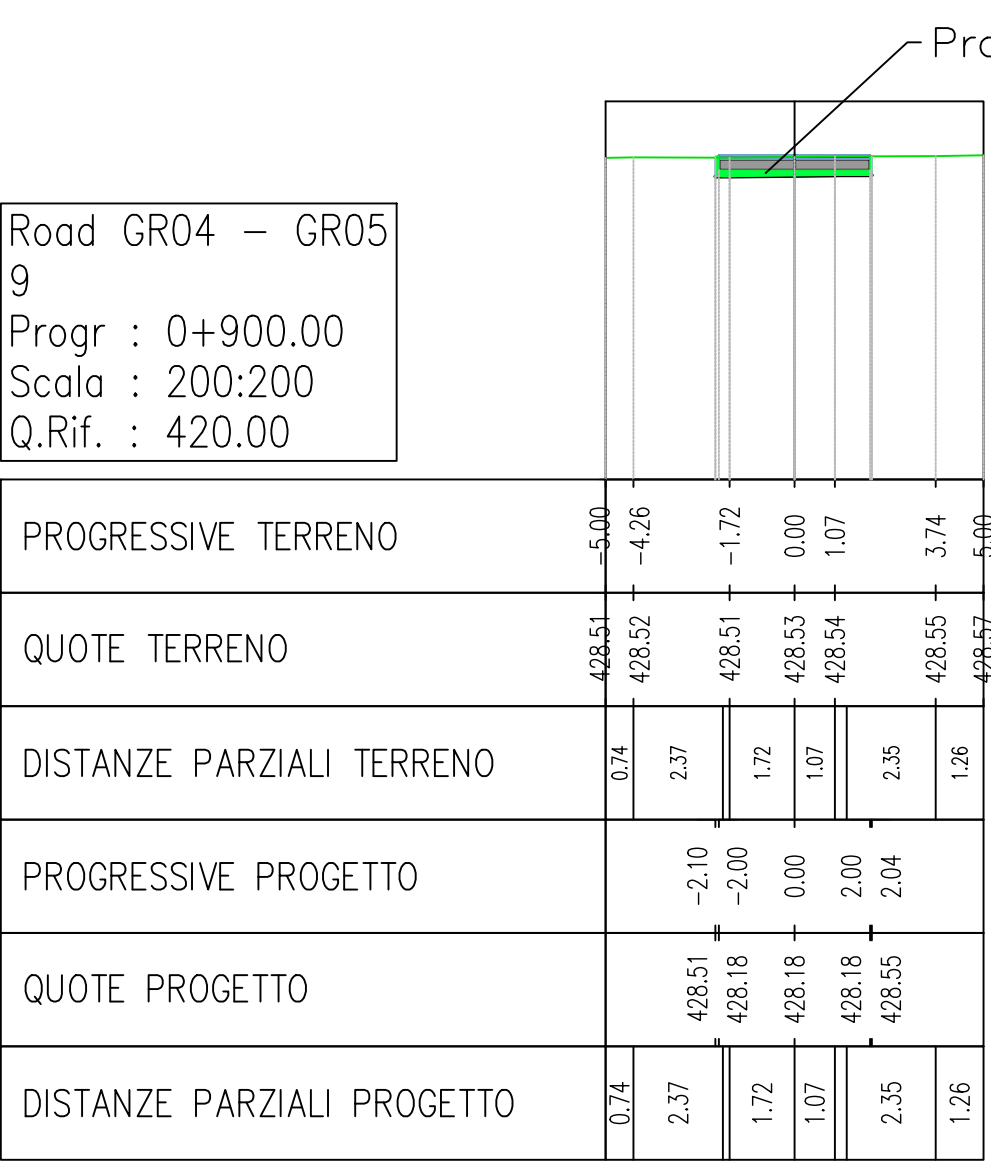 Pro
Road GR04 – GR05
9
Progr : 0+900.00
Scala : 200:200
Q.Rif. : 420.00
PROGRESSIVE TERRENO -5.00 -4.26 -1.72 0.00 1.07 3.74 5.00
QUOTE TERRENO 428.51 428.52 428.51 428.53 428.54 428.55 428.57
DISTANZE PARZIALI TERRENO 0.74 2.37 1.72 1.07 2.35 1.26
PROGRESSIVE PROGETTO -2.10 -2.00 0.00 2.00 2.04
QUOTE PROGETTO 428.51 428.18 428.18 428.18 428.55
DISTANZE PARZIALI PROGETTO 0.74 2.37 1.72 1.07 2.35 1.26